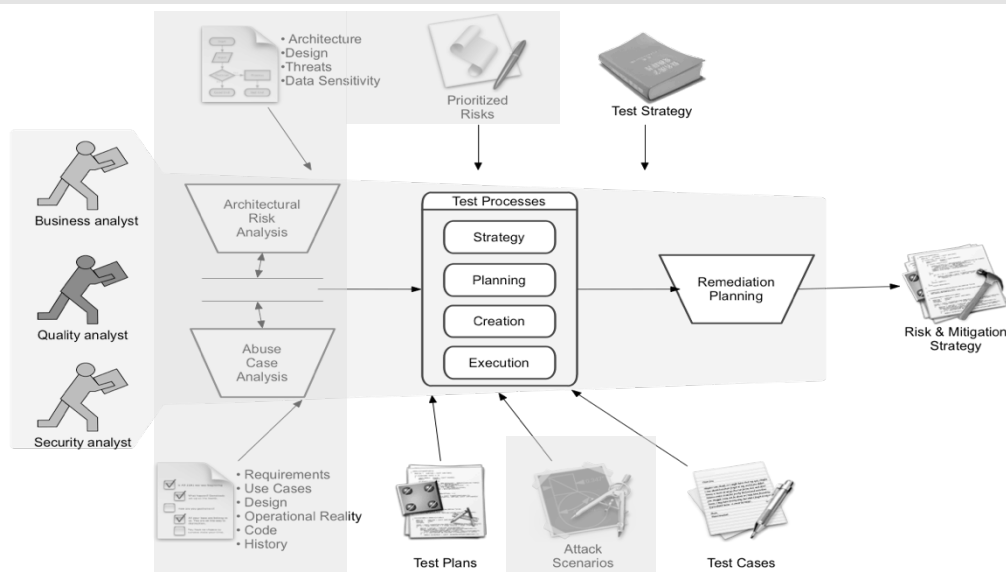 • Architecture
• Design
• Threats
• Data Sensitivity
Prioritized
Risks
Test Strategy
Business analyst
Quality analyst
Security analyst
Architectural
Risk
Analysis
Abuse
Case
Analysis
Test Processes
Strategy
Planning
Creation
Execution
Remediation
Planning
Risk & Mitigation
Strategy
• Requirements
• Use Cases
• Design
• Operational Reality
• Code
• History
Test Plans
Attack
Scenarios
Test Cases